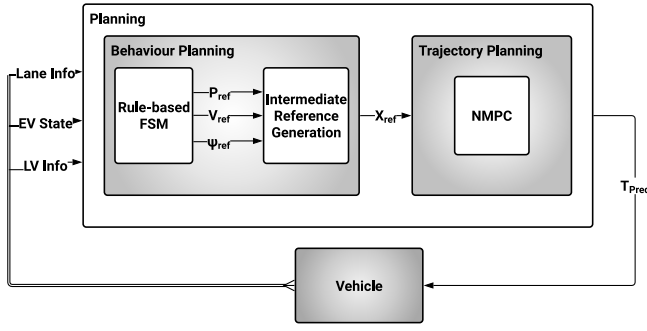 Planning
Behaviour Planning
Trajectory Planning
Lane Info
EV State
LV Info
Rule-based
FSM
P_ref
V_ref
ψ_ref
Intermediate
Reference
Generation
X_ref
NMPC
T_Pred
Vehicle